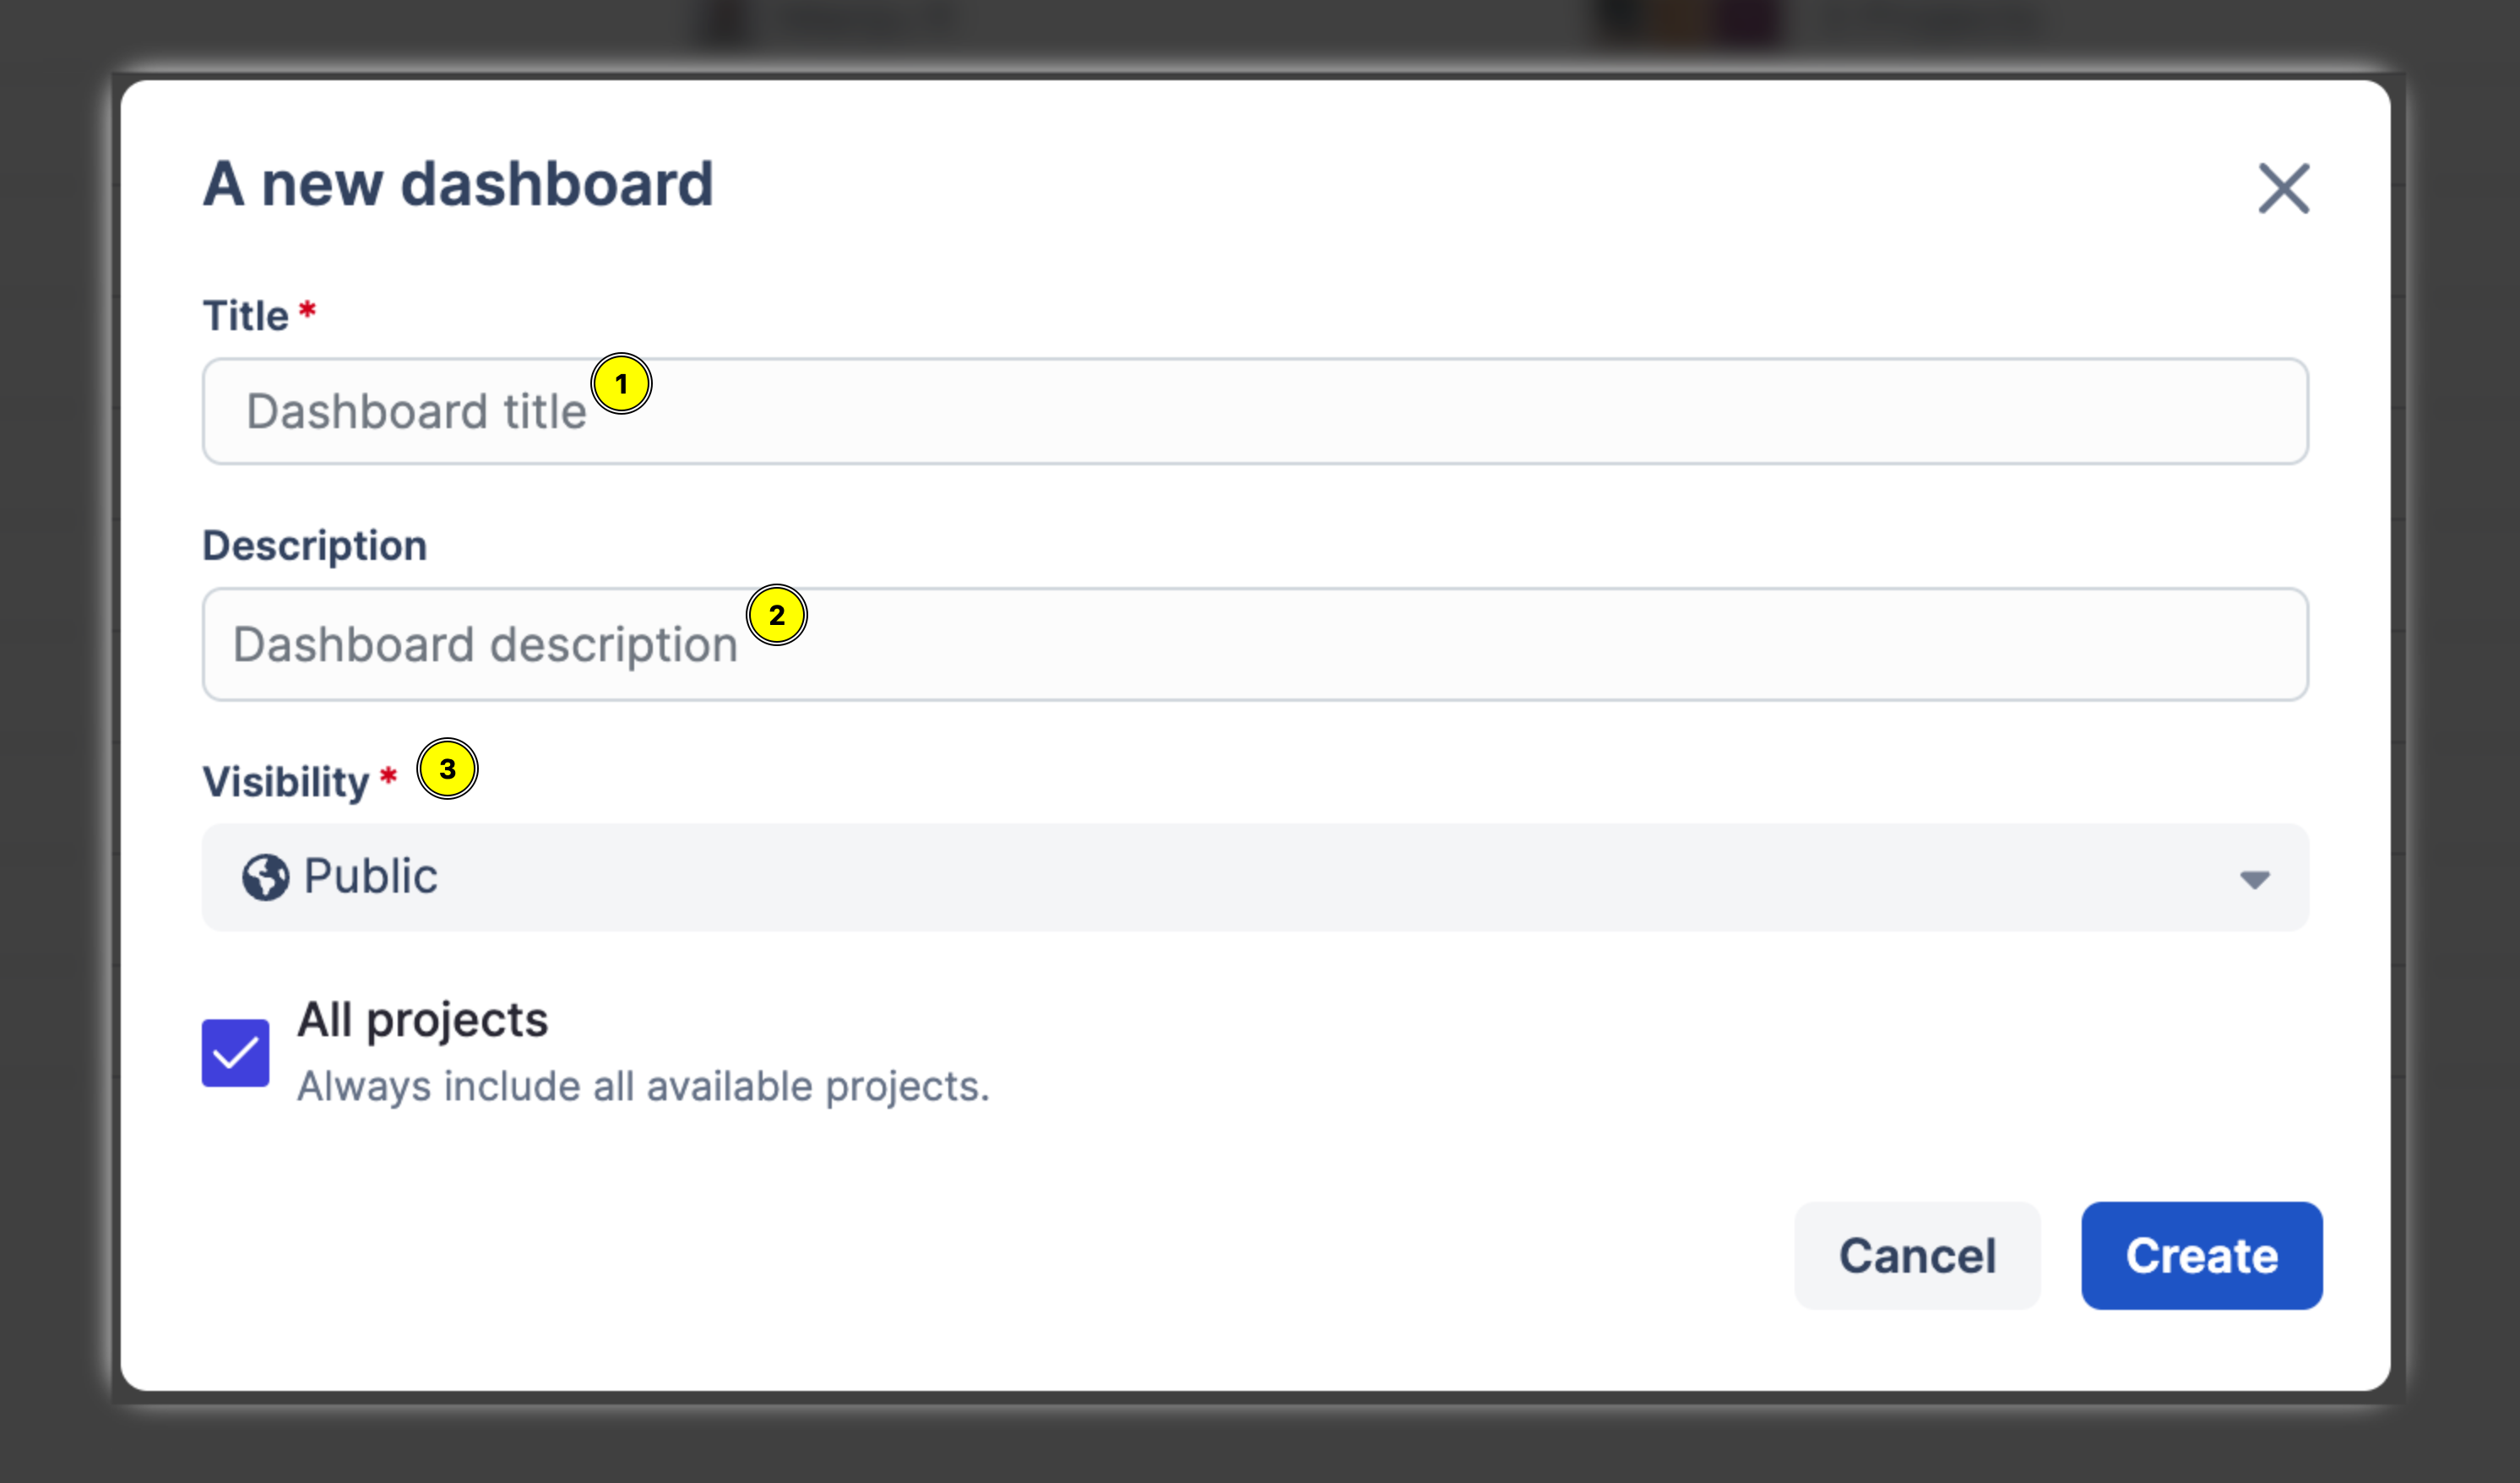 A new dashboard
Title *
Dashboard title
1
Description
Dashboard description
2
Visibility *
3
Public
All projects
Always include all available projects.
Cancel
Create